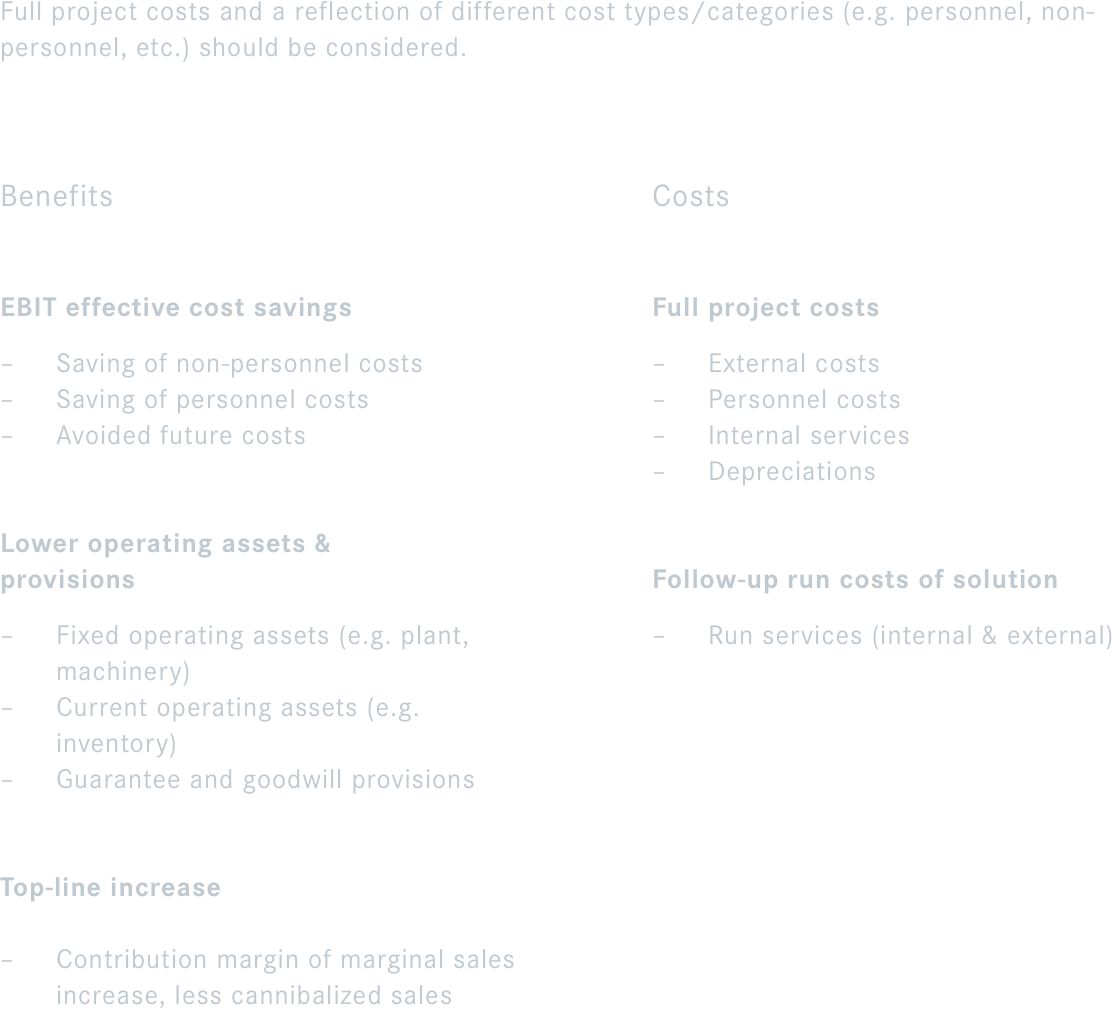 Full project costs and a reflection of different cost types/categories (e.g. personnel, non-
personnel, etc.) should be considered.
Benefits
EBIT effective cost savings
– Saving of non-personnel costs
– Saving of personnel costs
– Avoided future costs
Lower operating assets &
provisions
– Fixed operating assets (e.g. plant,
machinery)
– Current operating assets (e.g.
inventory)
– Guarantee and goodwill provisions
Top-line increase
– Contribution margin of marginal sales
increase, less cannibalized sales
Costs
Full project costs
– External costs
– Personnel costs
– Internal services
– Depreciations
Follow-up run costs of solution
– Run services (internal & external)